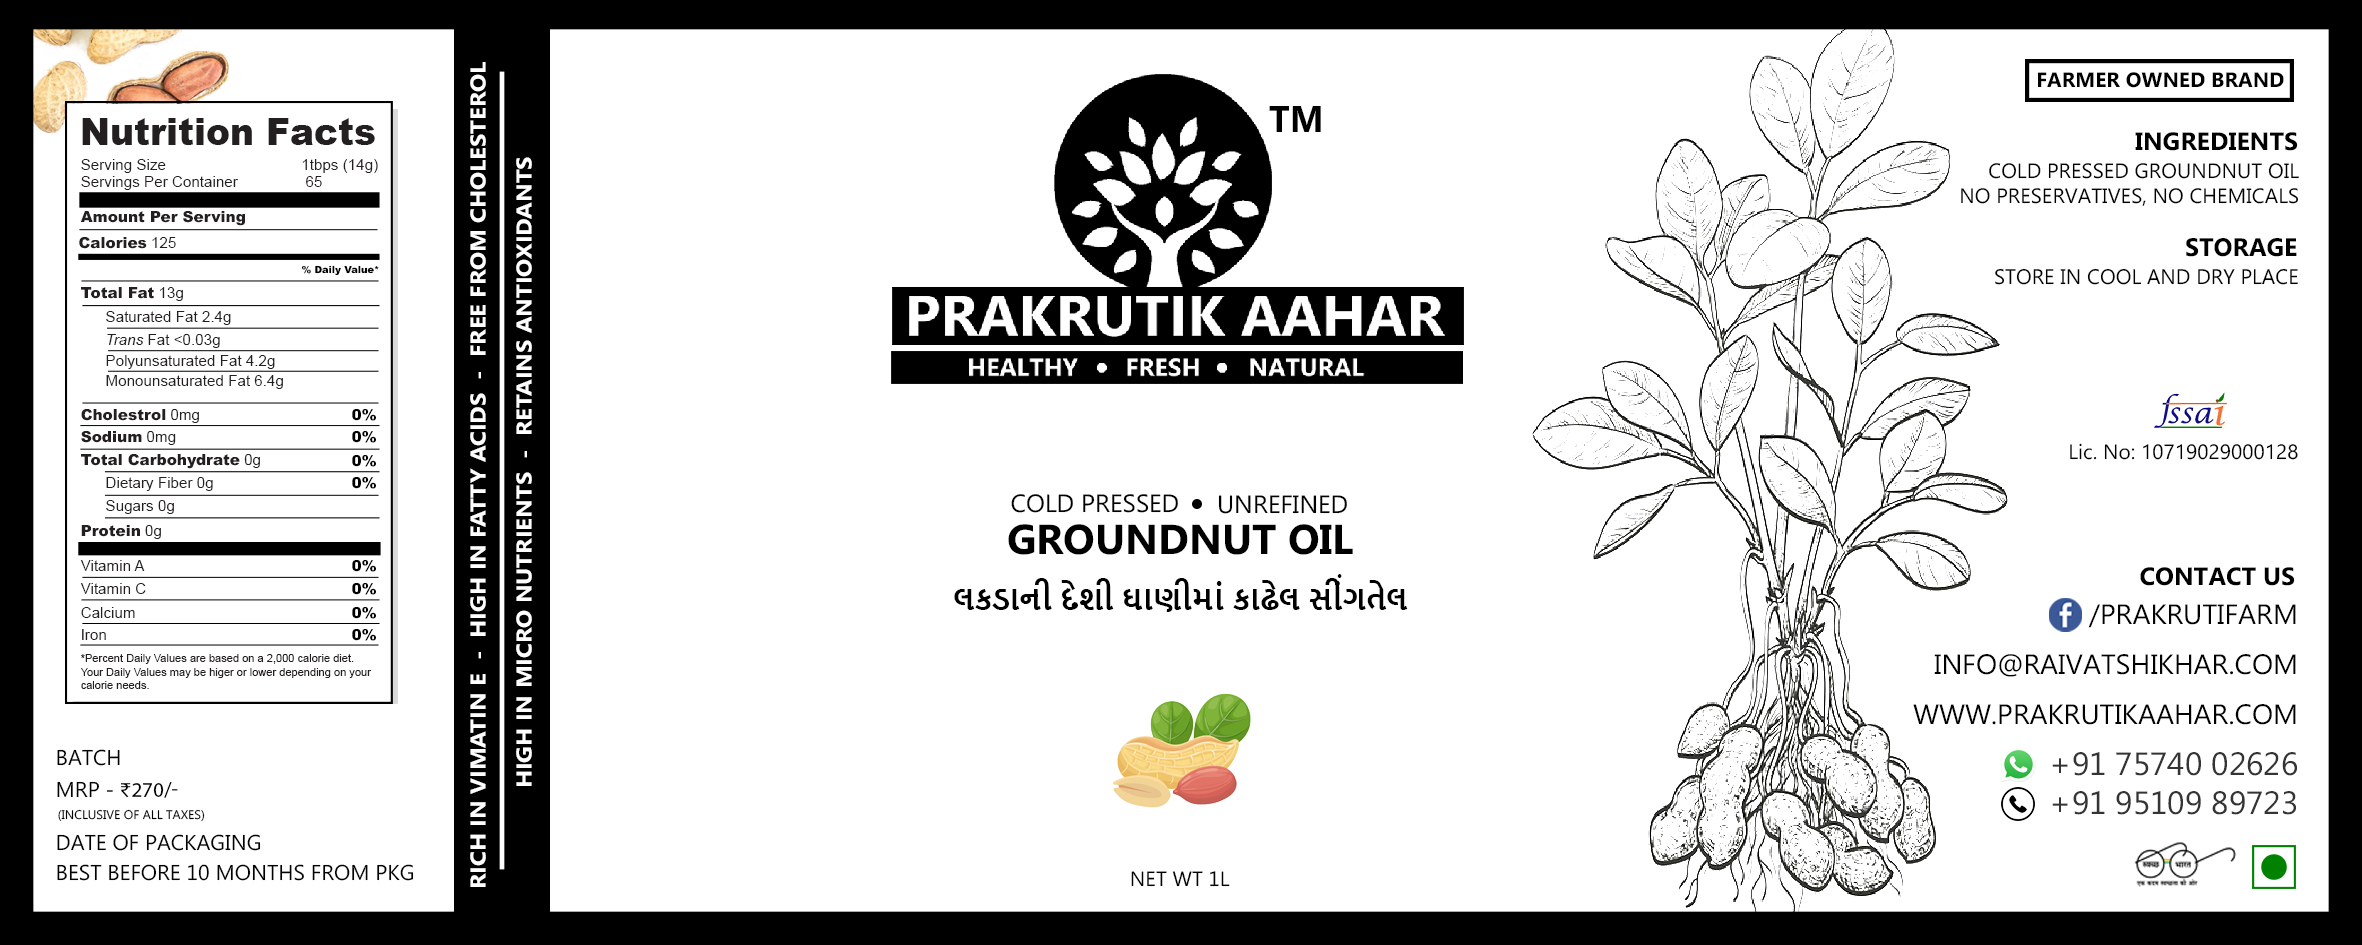 Nutrition Facts
Serving Size 1tbps (14g)
Servings Per Container 65
Amount Per Serving
Calories 125
% Daily Value*
Total Fat 13g
Saturated Fat 2.4g
Trans Fat <0.03g
Polyunsaturated Fat 4.2g
Monounsaturated Fat 6.4g
Cholestrol 0mg 0%
Sodium 0mg 0%
Total Carbohydrate 0g 0%
Dietary Fiber 0g 0%
Sugars 0g
Protein 0g
Vitamin A 0%
Vitamin C 0%
Calcium 0%
Iron 0%
*Percent Daily Values are based on a 2,000 calorie diet.
Your Daily Values may be higer or lower depending on your
calorie needs.
BATCH
MRP - ₹270/-
(INCLUSIVE OF ALL TAXES)
DATE OF PACKAGING
BEST BEFORE 10 MONTHS FROM PKG
RICH IN VIMATIN E - HIGH IN FATTY ACIDS - FREE FROM CHOLESTEROL
HIGH IN MICRO NUTRIENTS - RETAINS ANTIOXIDANTS
TM
PRAKRUTIK AAHAR
HEALTHY • FRESH • NATURAL
COLD PRESSED • UNREFINED
GROUNDNUT OIL
લકડાની દેશી ઘાણીમાં કાઢેલ સીંગતેલ
NET WT 1L
FARMER OWNED BRAND
INGREDIENTS
COLD PRESSED GROUNDNUT OIL
NO PRESERVATIVES, NO CHEMICALS
STORAGE
STORE IN COOL AND DRY PLACE
fssai
Lic. No: 10719029000128
CONTACT US
/PRAKRUTIFARM
INFO@RAIVATSHIKHAR.COM
WWW.PRAKRUTIKAAHAR.COM
+91 75740 02626
+91 95109 89723
स्वच्छ भारत
एक कदम स्वच्छता की ओर